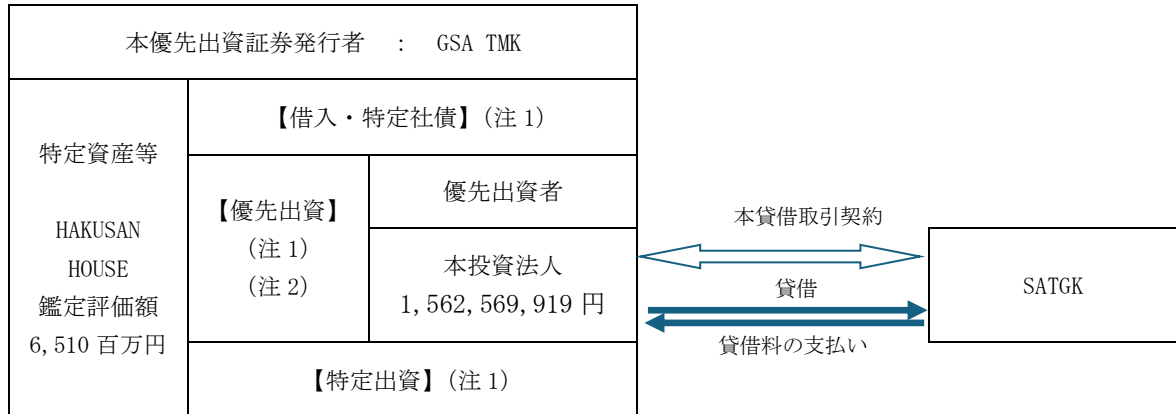 本優先出資証券発行者 : GSA TMK
特定資産等
HAKUSAN
HOUSE
鑑定評価額
6,510 百万円
【借入・特定社債】(注 1)
【優先出資】
(注 1)
(注 2)
優先出資者
本投資法人
1,562,569,919 円
【特定出資】(注 1)
本貸借取引契約
貸借
貸借料の支払い
SATGK